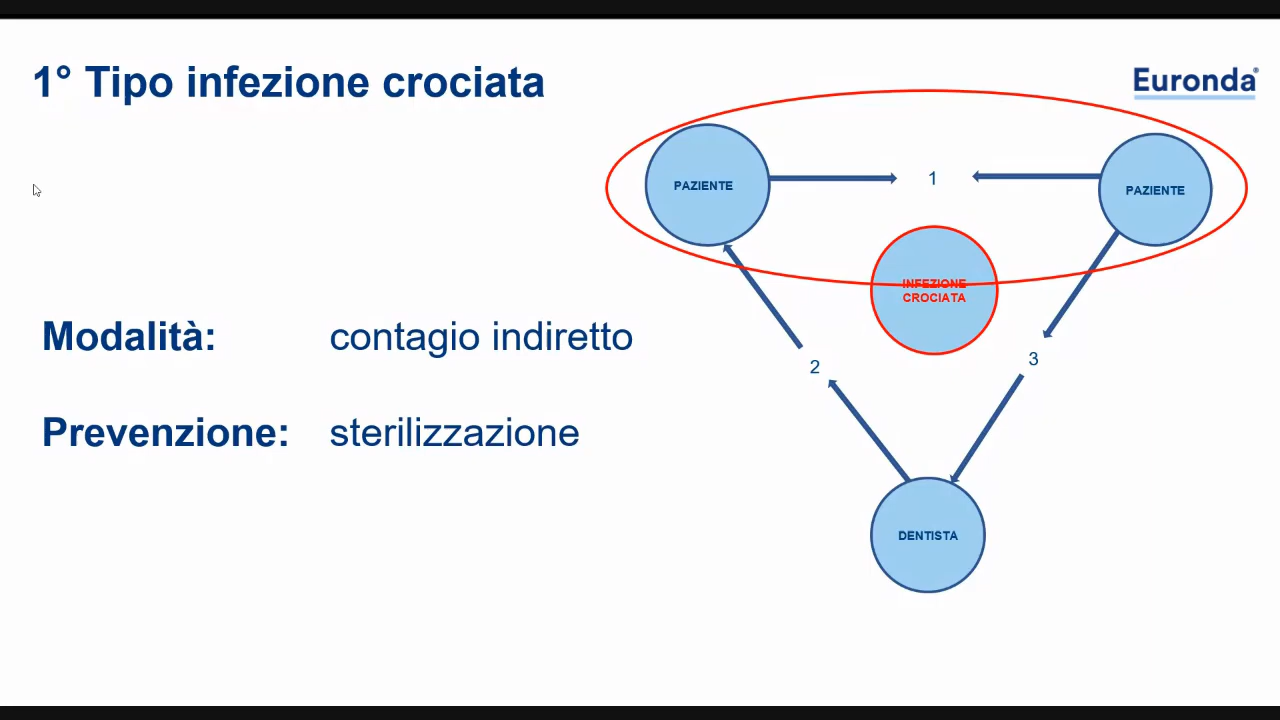 1° Tipo infezione crociata
Euronda®
PAZIENTE
1
PAZIENTE
INFEZIONE
CROCIATA
Modalità: contagio indiretto
2
3
Prevenzione: sterilizzazione
DENTISTA